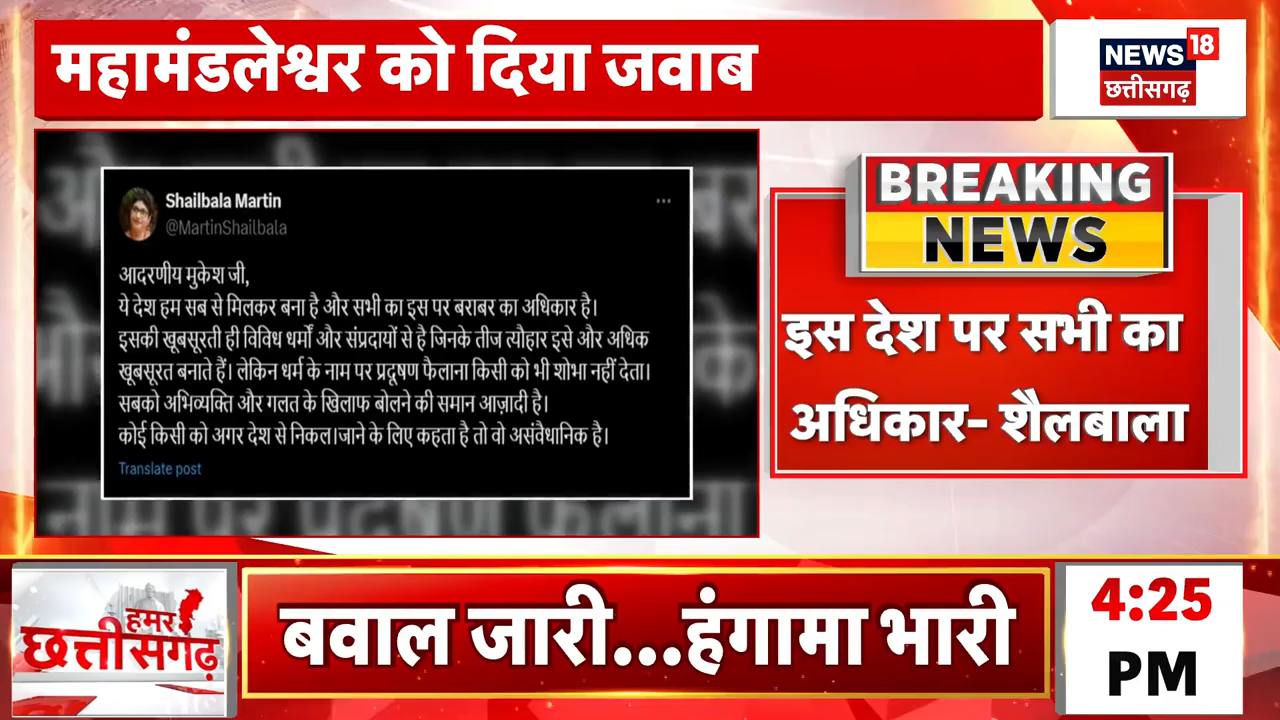 महामंडलेश्वर को दिया जवाब
NEWS 18
छत्तीसगढ़
Shailbala Martin
@MartinShailbala
आदरणीय मुकेश जी,
ये देश हम सब से मिलकर बना है और सभी का इस पर बराबर का अधिकार है।
इसकी खूबसूरती ही विविध धर्मों और संप्रदायों से है जिनके तीज त्यौहार इसे और अधिक
खूबसूरत बनाते हैं। लेकिन धर्म के नाम पर प्रदूषण फैलाना किसी को भी शोभा नहीं देता।
सबको अभिव्यक्ति और गलत के खिलाफ बोलने की समान आज़ादी है।
कोई किसी को अगर देश से निकल।जाने के लिए कहता है तो वो असंवैधानिक है।
Translate post
BREAKING
NEWS
इस देश पर सभी का
अधिकार- शैलबाला
हमर
छत्तीसगढ़
बवाल जारी...हंगामा भारी
4:25
PM